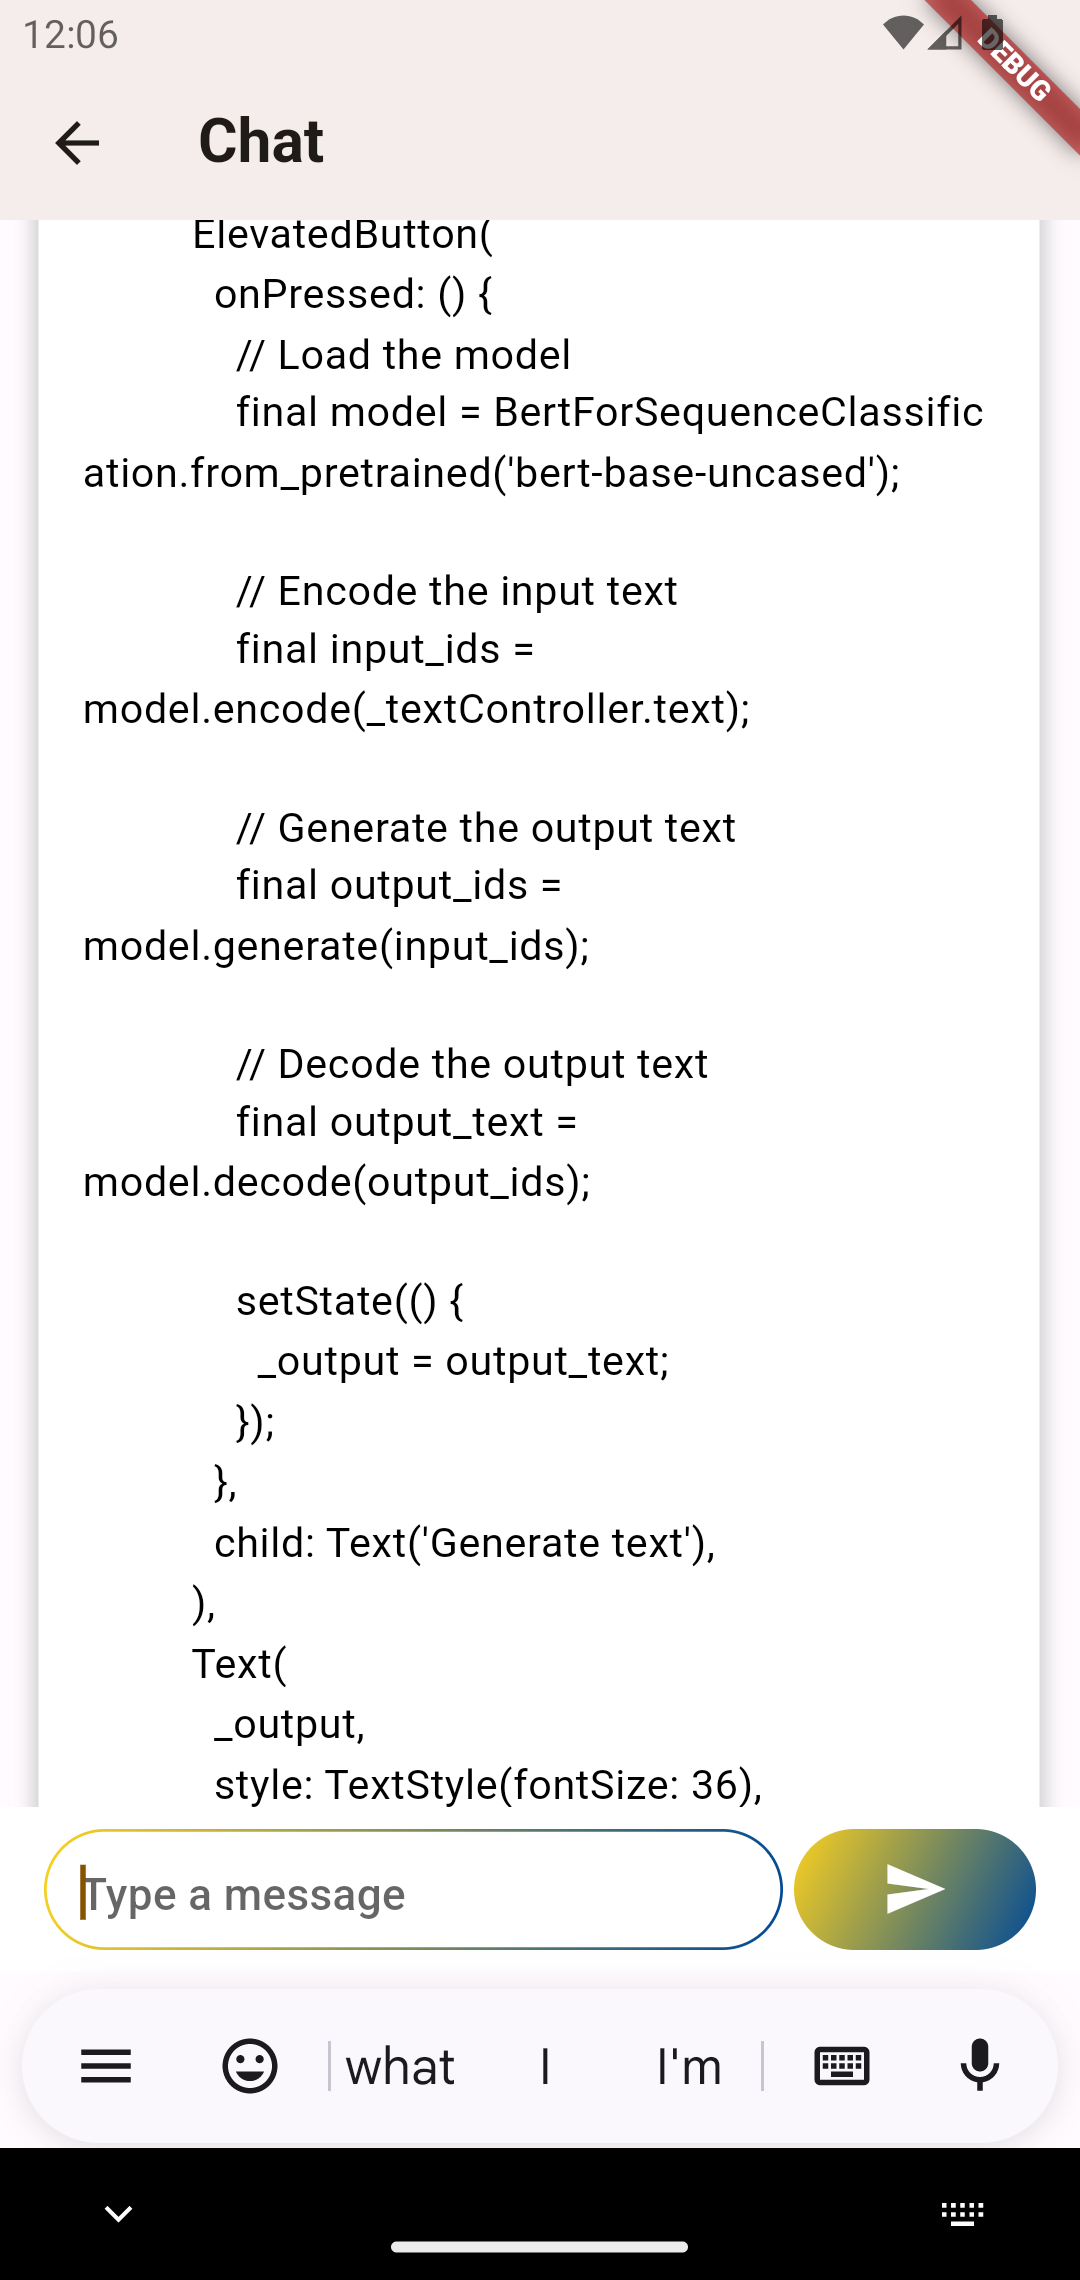 12:06
DEBUG
Chat
ElevatedButton(
onPressed: () {
// Load the model
final model = BertForSequenceClassific
ation.from_pretrained('bert-base-uncased');
// Encode the input text
final input_ids =
model.encode(_textController.text);
// Generate the output text
final output_ids =
model.generate(input_ids);
// Decode the output text
final output_text =
model.decode(output_ids);
setState(() {
_output = output_text;
});
},
child: Text('Generate text'),
),
Text(
_output,
style: TextStyle(fontSize: 36),
Type a message
what I I'm